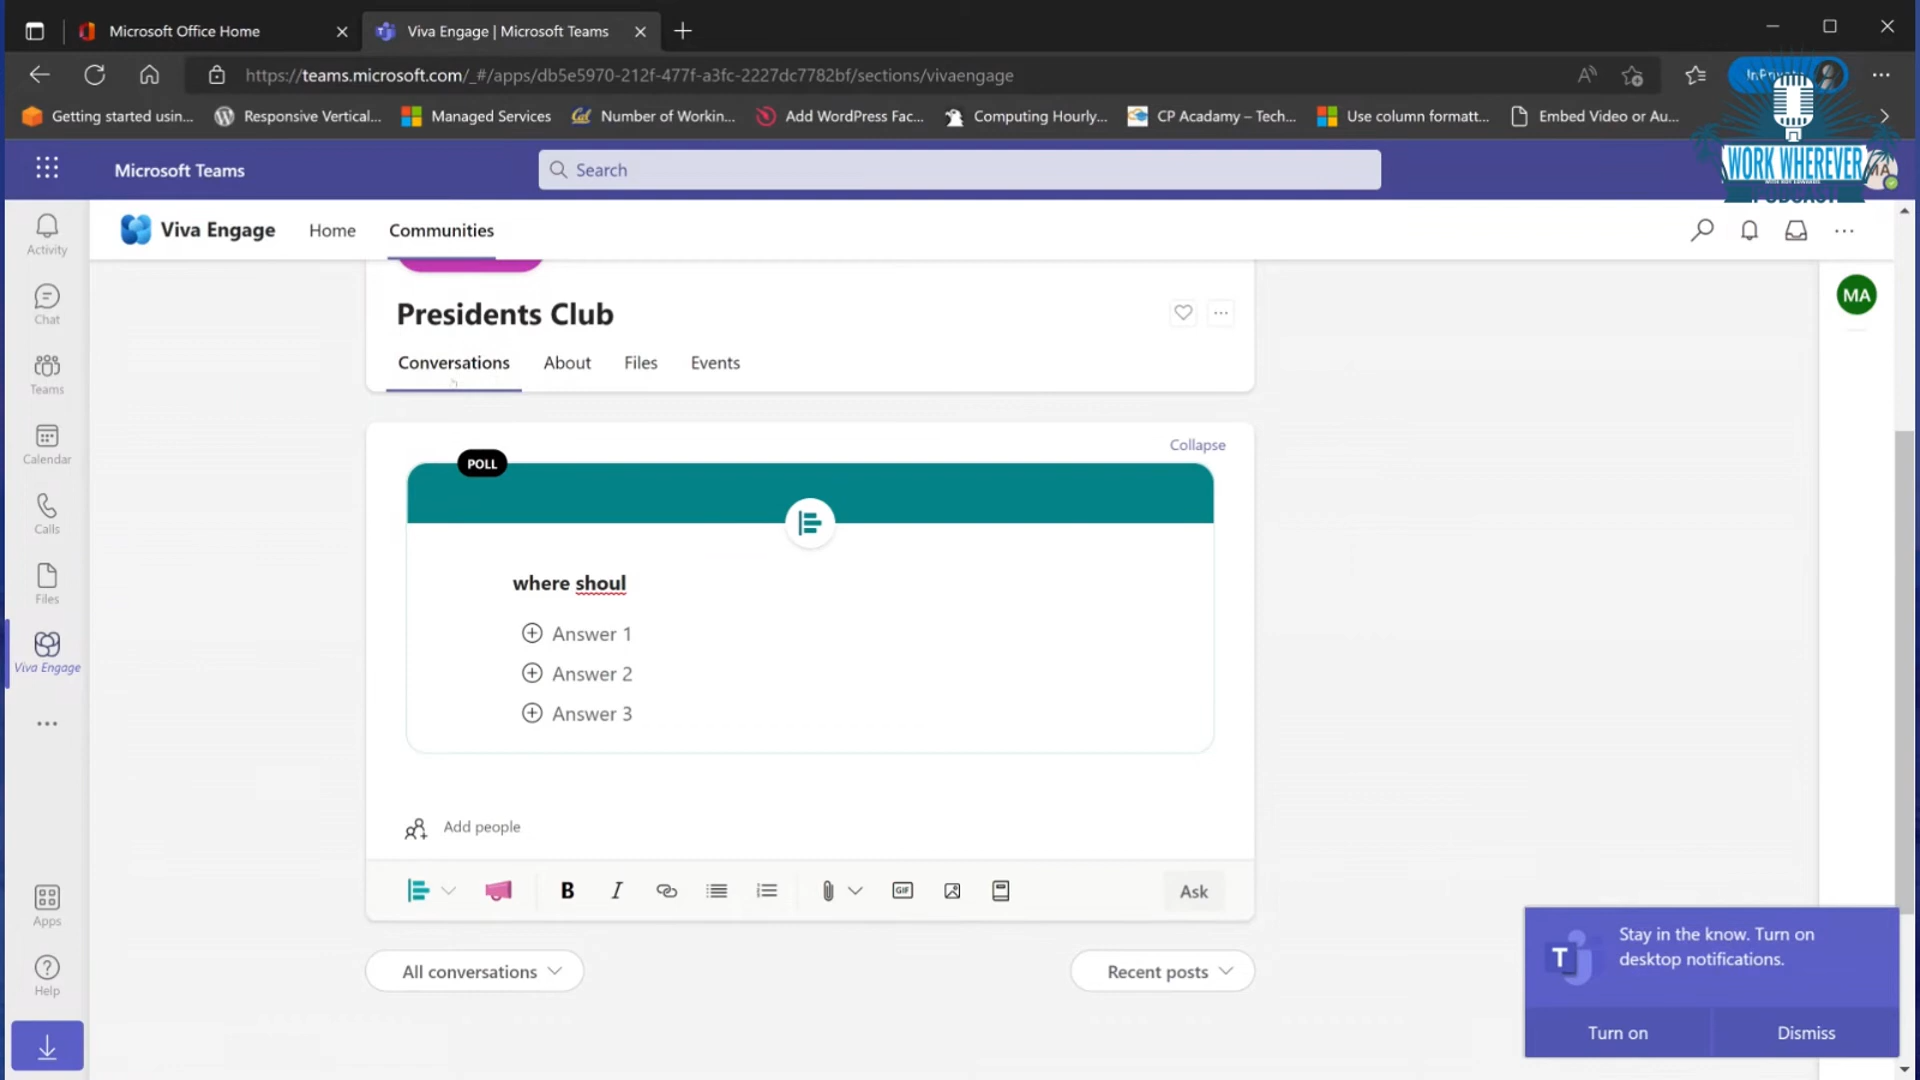 Microsoft Office Home
Viva Engage | Microsoft Teams
https://teams.microsoft.com/_#/apps/db5e5970-212f-477f-a3fc-2227dc7782bf/sections/vivaengage
InPrivate
Getting started usin...
Responsive Vertical...
Managed Services
Cal
Number of Workin...
Add WordPress Fac...
Computing Hourly...
CP Acadamy – Tech...
Use column formatt...
Embed Video or Au...
WORK WHEREVER
PODCAST
Microsoft Teams
Search
MA
Activity
Chat
Teams
Calendar
Calls
Files
Viva Engage
Apps
Help
Viva Engage
Home
Communities
MA
Presidents Club
Conversations
About
Files
Events
Collapse
POLL
where shoul
Answer 1
Answer 2
Answer 3
Add people
B
I
GIF
Ask
All conversations
Recent posts
T
Stay in the know. Turn on
desktop notifications.
Turn on
Dismiss